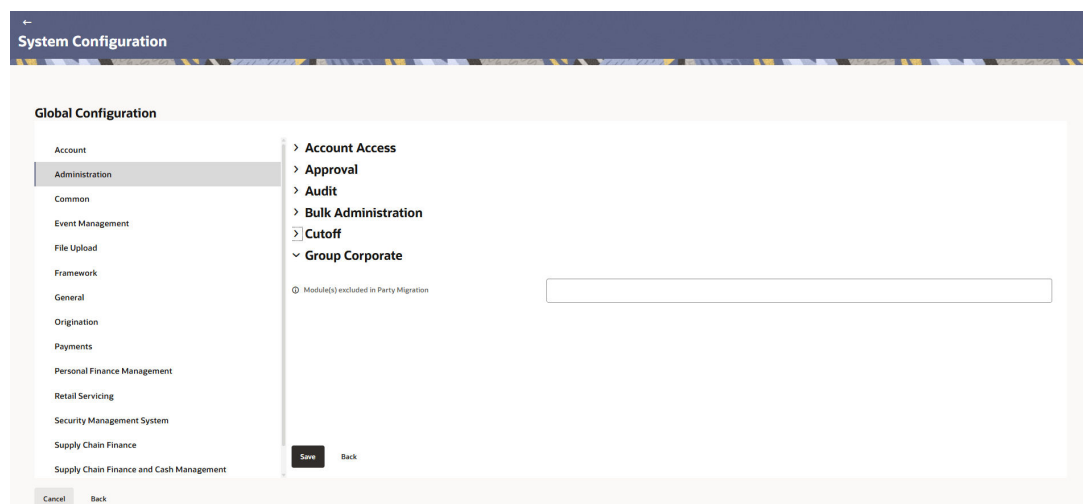 ←
System Configuration
Global Configuration
Account
Administration
Common
Event Management
File Upload
Framework
General
Origination
Payments
Personal Finance Management
Retail Servicing
Security Management System
Supply Chain Finance
Supply Chain Finance and Cash Management
> Account Access
> Approval
> Audit
> Bulk Administration
> Cutoff
Group Corporate
Module(s) excluded in Party Migration
Save Back
Cancel Back